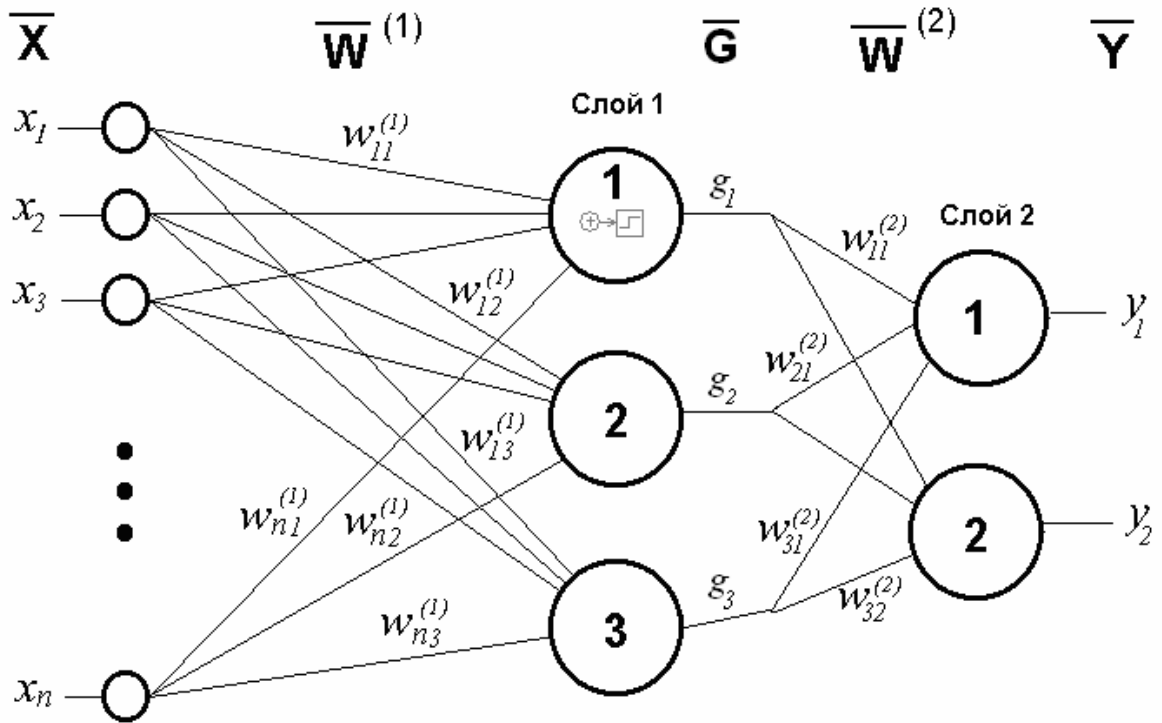 X W (1) G W (2) Y
Слой 1
x1 w11(1) 1 g1
x2 Слой 2
w11(2)
x3 w12(1) 1 y1
w21(2)
2 g2
w13(1)
wn1(1) wn2(1) w31(2) 2 y2
g3 w32(2)
wn3(1) 3
xn